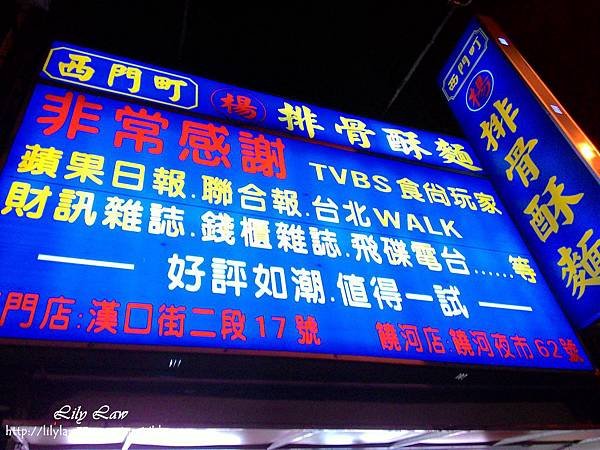 西門町 楊 排骨酥麵
非常感謝 TVBS食尚玩家
蘋果日報.聯合報.台北WALK
財訊雜誌.錢櫃雜誌.飛碟電台......等
好評如潮.值得一試
門店:漢口街二段17號 饒河店:饒河夜市62號
西門町
楊
排骨酥麵
Lily Law